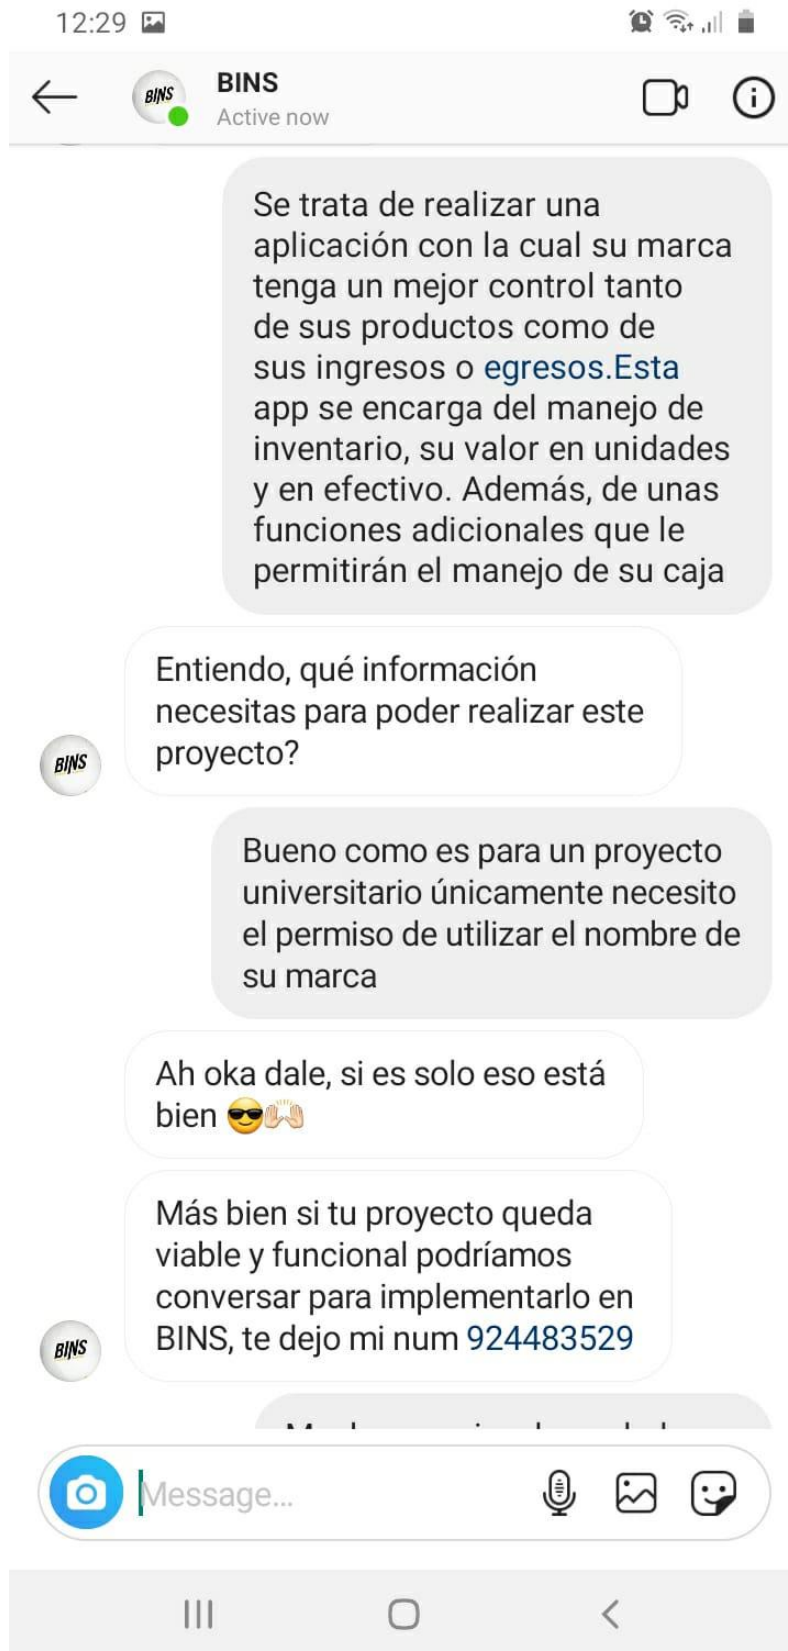 12:29
BINS
BINS
Active now
Se trata de realizar una
aplicación con la cual su marca
tenga un mejor control tanto
de sus productos como de
sus ingresos o egresos.Esta
app se encarga del manejo de
inventario, su valor en unidades
y en efectivo. Además, de unas
funciones adicionales que le
permitirán el manejo de su caja
Entiendo, qué información
necesitas para poder realizar este
proyecto?
BINS
Bueno como es para un proyecto
universitario únicamente necesito
el permiso de utilizar el nombre de
su marca
Ah oka dale, si es solo eso está
bien 😎🙌🏻
Más bien si tu proyecto queda
viable y funcional podríamos
conversar para implementarlo en
BINS, te dejo mi num 924483529
BINS
Message...